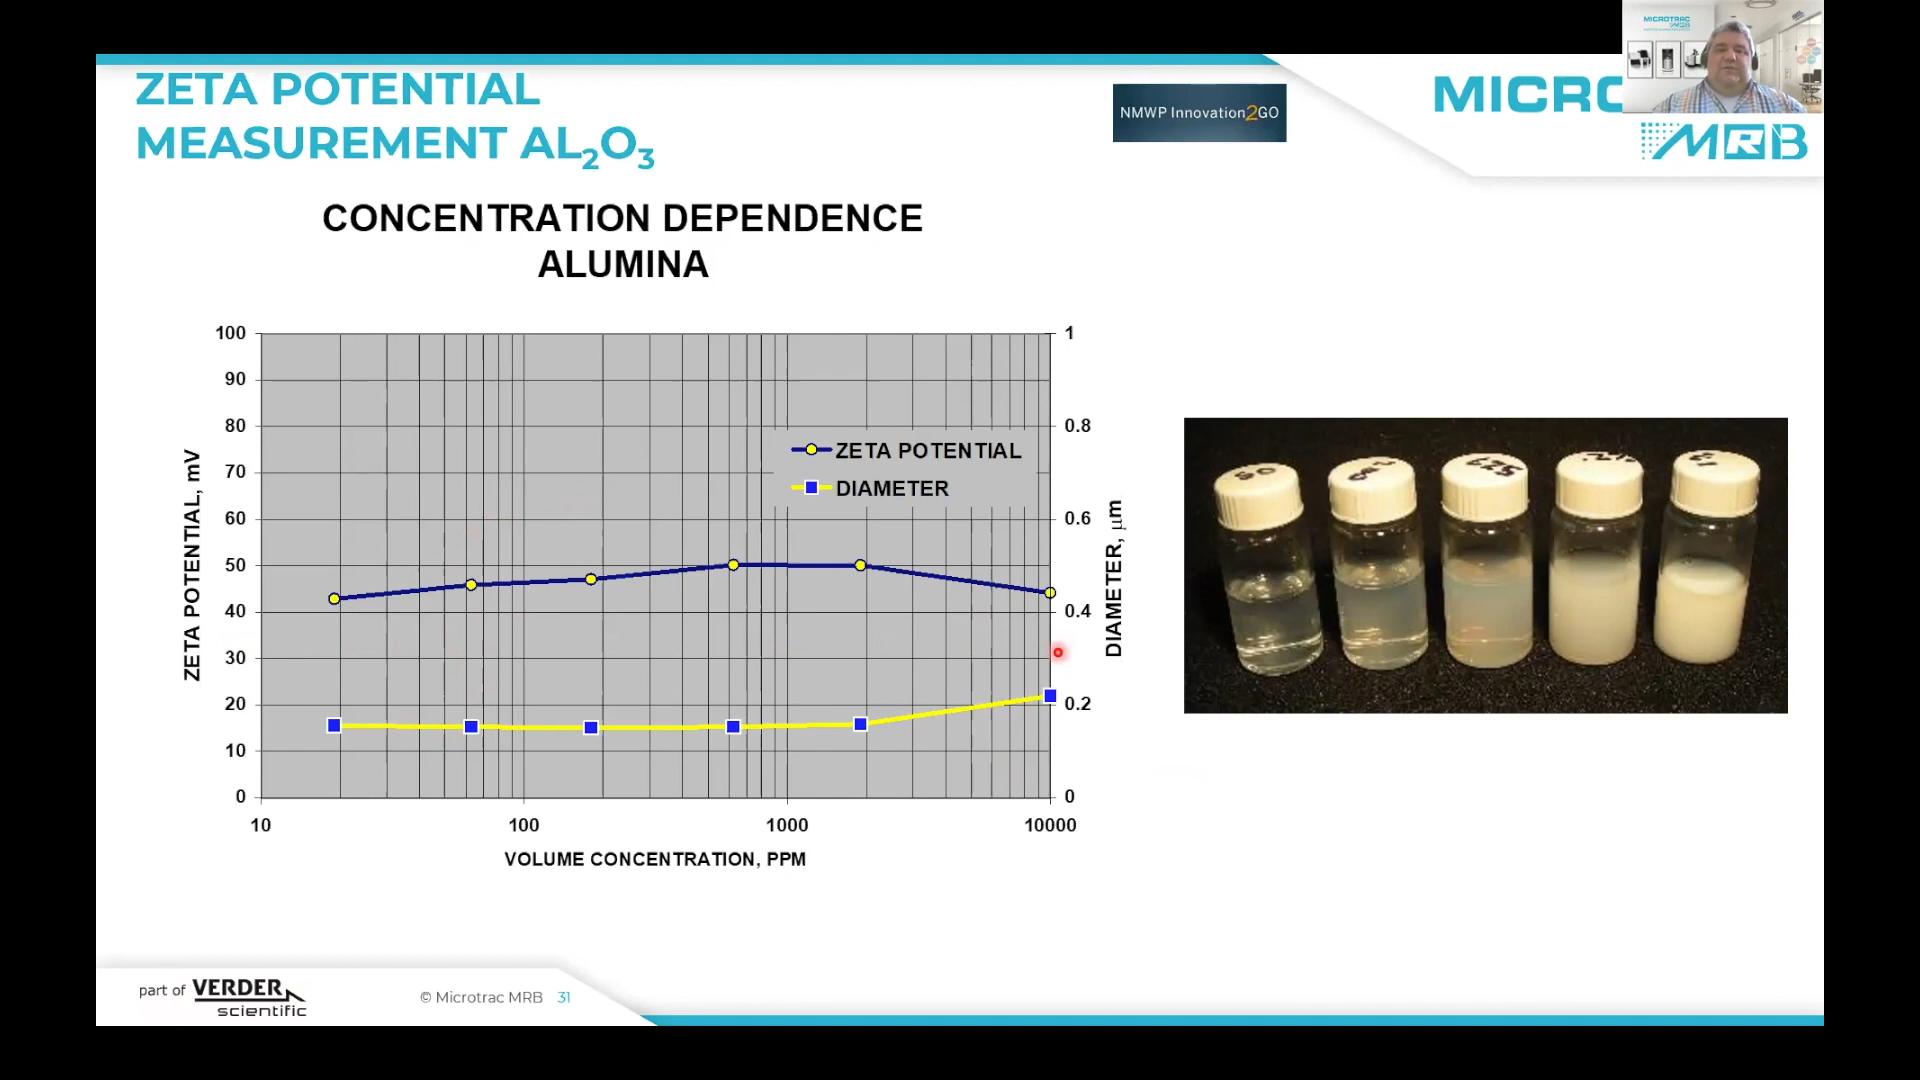 ZETA POTENTIAL
MEASUREMENT AL₂O₃
NMWP Innovation2GO
MICRO
MRB
MICROTRAC
MRB
CONCENTRATION DEPENDENCE
ALUMINA
100
90
80
70
60
50
40
30
20
10
0
ZETA POTENTIAL, mV
ZETA POTENTIAL
DIAMETER
1
0.8
0.6
0.4
0.2
0
DIAMETER, μm
10
100
1000
10000
VOLUME CONCENTRATION, PPM
part of VERDER
scientific
© Microtrac MRB 31